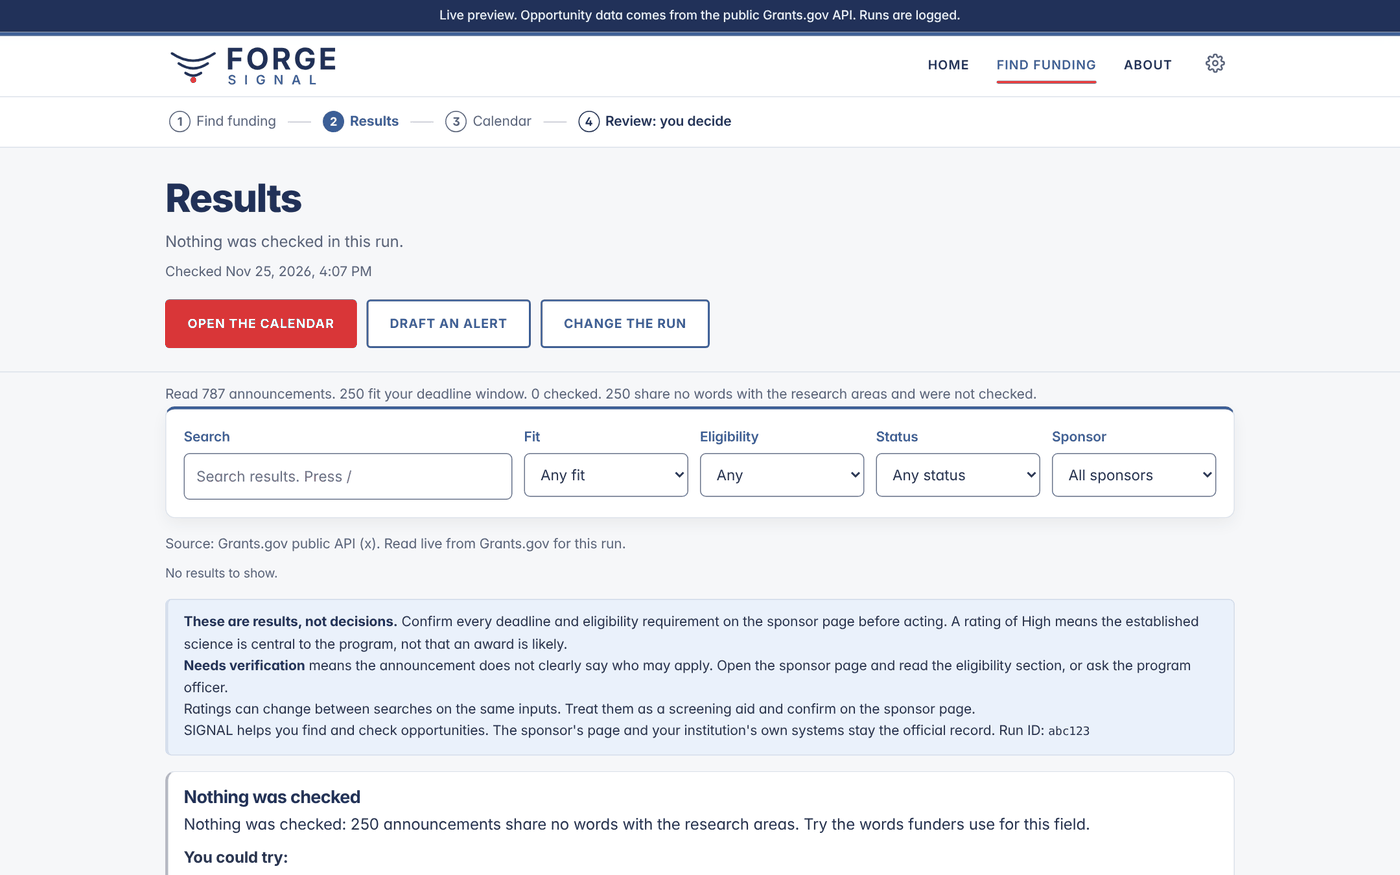 Live preview. Opportunity data comes from the public Grants.gov API. Runs are logged.
FORGE
SIGNAL
HOME
FIND FUNDING
ABOUT
1 Find funding
2 Results
3 Calendar
4 Review: you decide
Results
Nothing was checked in this run.
Checked Nov 25, 2026, 4:07 PM
OPEN THE CALENDAR
DRAFT AN ALERT
CHANGE THE RUN
Read 787 announcements. 250 fit your deadline window. 0 checked. 250 share no words with the research areas and were not checked.
Search
Fit
Eligibility
Status
Sponsor
Search results. Press /
Any fit
Any
Any status
All sponsors
Source: Grants.gov public API (x). Read live from Grants.gov for this run.
No results to show.
These are results, not decisions. Confirm every deadline and eligibility requirement on the sponsor page before acting. A rating of High means the established
science is central to the program, not that an award is likely.
Needs verification means the announcement does not clearly say who may apply. Open the sponsor page and read the eligibility section, or ask the program
officer.
Ratings can change between searches on the same inputs. Treat them as a screening aid and confirm on the sponsor page.
SIGNAL helps you find and check opportunities. The sponsor's page and your institution's own systems stay the official record. Run ID: abc123
Nothing was checked
Nothing was checked: 250 announcements share no words with the research areas. Try the words funders use for this field.
You could try: